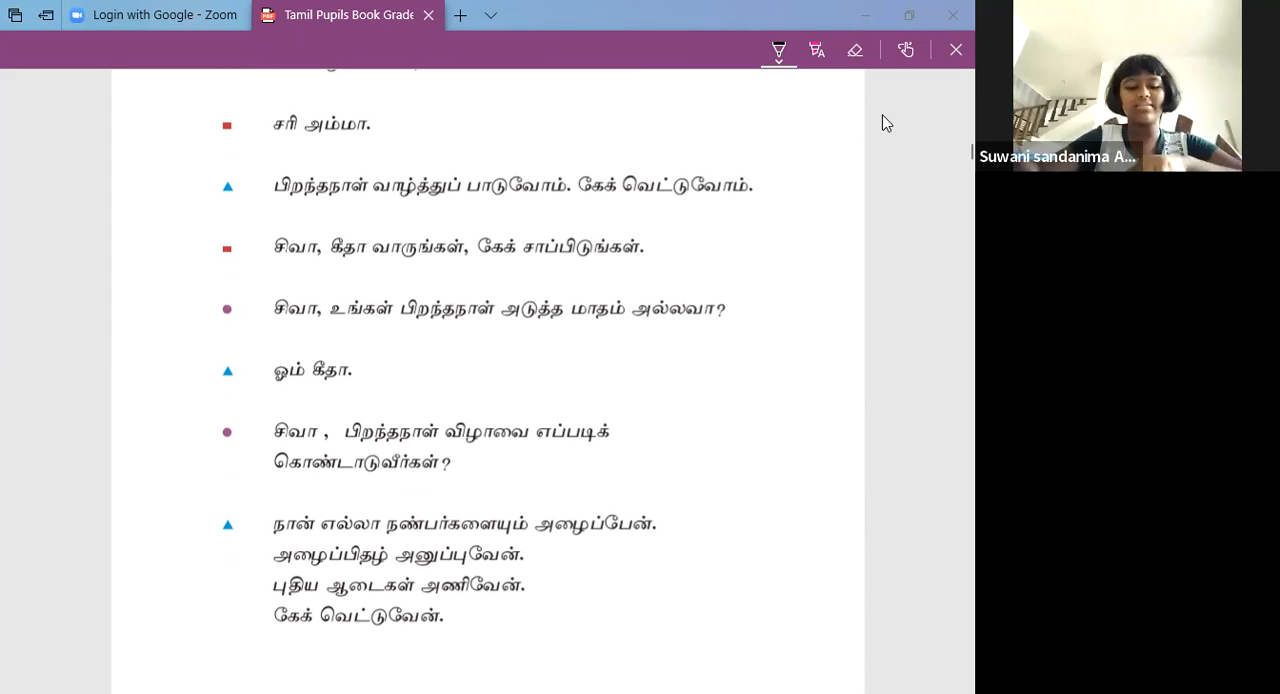 Login with Google - Zoom
Tamil Pupils Book Grade
சரி அம்மா.
பிறந்தநாள் வாழ்த்துப் பாடுவோம். கேக் வெட்டுவோம்.
சிவா, கீதா வாருங்கள், கேக் சாப்பிடுங்கள்.
சிவா, உங்கள் பிறந்தநாள் அடுத்த மாதம் அல்லவா?
ஓம் கீதா.
சிவா , பிறந்தநாள் விழாவை எப்படிக்
கொண்டாடுவீர்கள்?
நான் எல்லா நண்பர்களையும் அழைப்பேன்.
அழைப்பிதழ் அனுப்புவேன்.
புதிய ஆடைகள் அணிவேன்.
கேக் வெட்டுவேன்.
Suwani sandanima A...